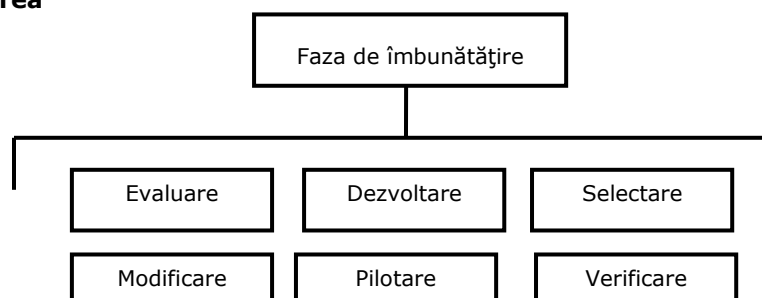 rea
Faza de îmbunătăţire
Evaluare Dezvoltare Selectare
Modificare Pilotare Verificare